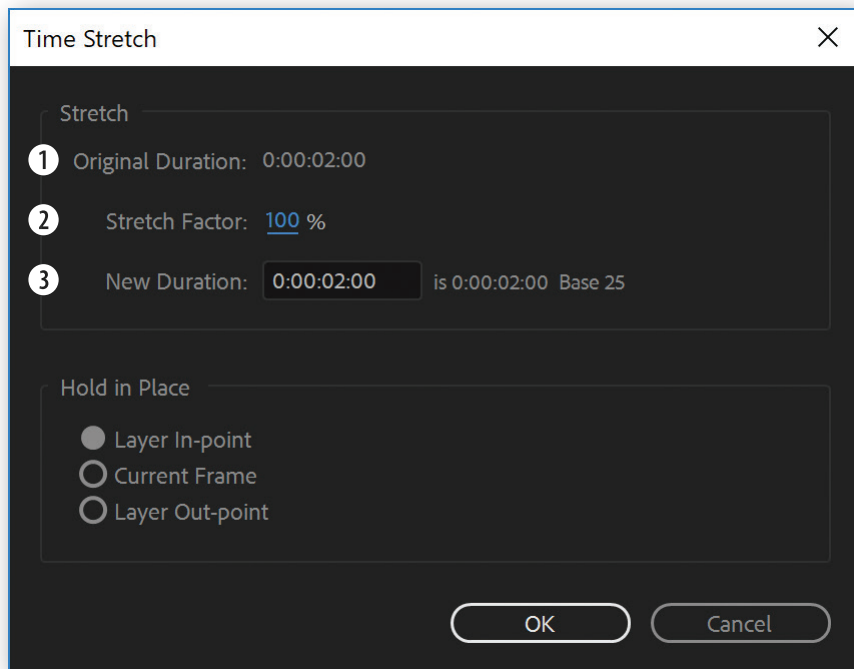 Time Stretch
Stretch
1 Original Duration: 0:00:02:00
2 Stretch Factor: 100 %
3 New Duration: 0:00:02:00 is 0:00:02:00 Base 25
Hold in Place
Layer In-point
Current Frame
Layer Out-point
OK Cancel